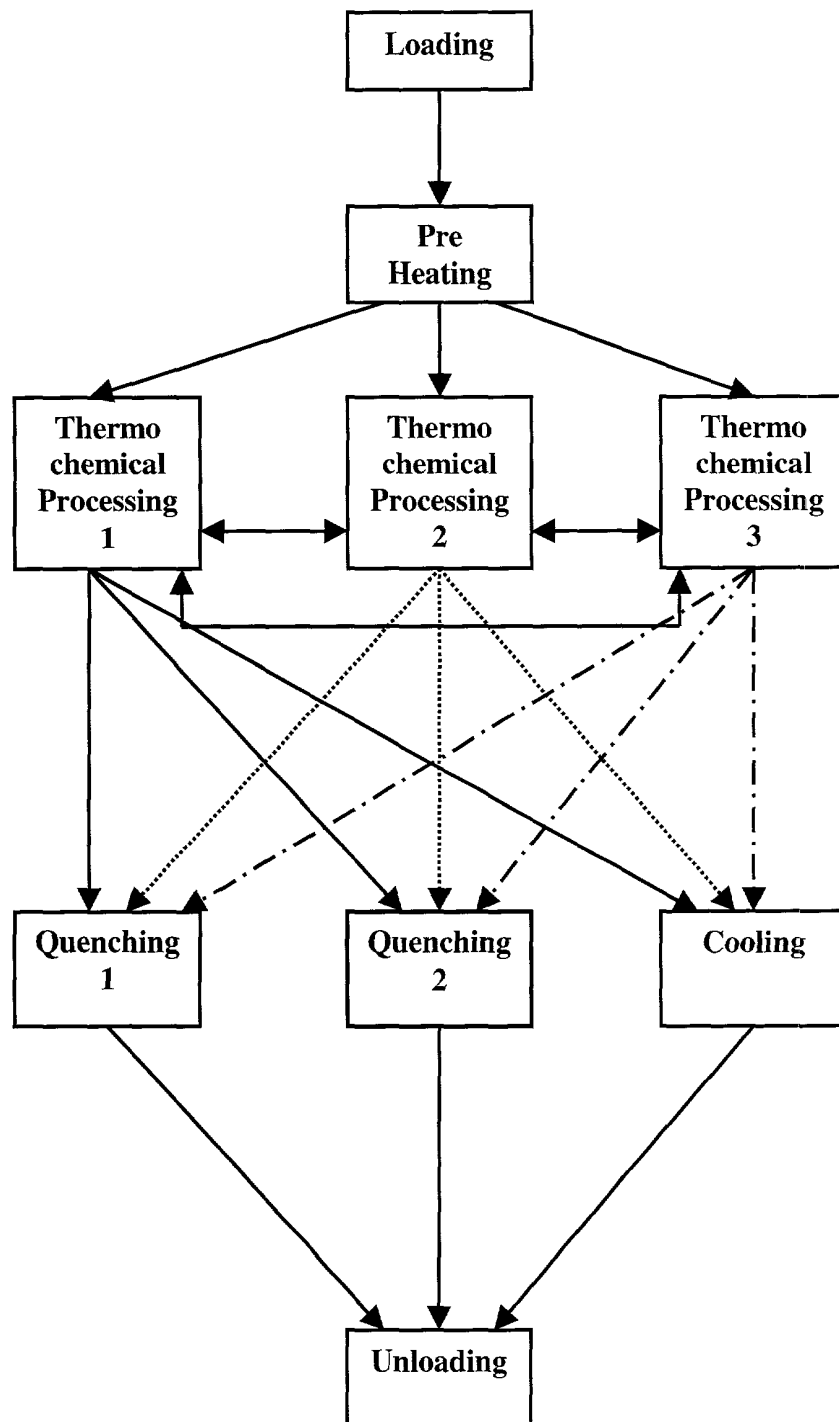 Loading
Pre
Heating
Thermo
chemical
Processing
1
Thermo
chemical
Processing
2
Thermo
chemical
Processing
3
Quenching
1
Quenching
2
Cooling
Unloading